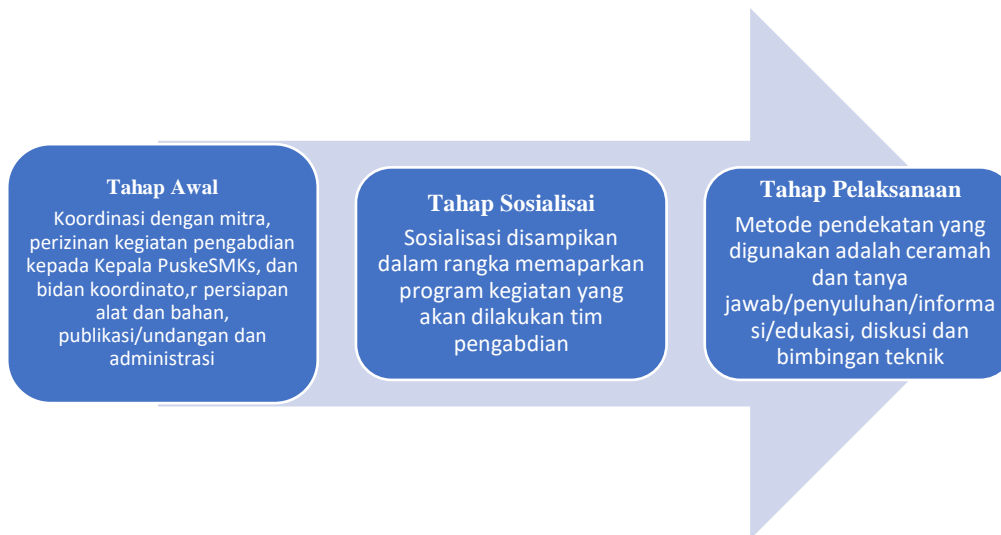 Tahap Awal
Koordinasi dengan mitra,
perizinan kegiatan pengabdian
kepada Kepala PuskeSMKs, dan
bidan koordinato,r persiapan
alat dan bahan,
publikasi/undangan dan
administrasi
Tahap Sosialisai
Sosialisasi disampikan
dalam rangka memaparkan
program kegiatan yang
akan dilakukan tim
pengabdian
Tahap Pelaksanaan
Metode pendekatan yang
digunakan adalah ceramah
dan tanya
jawab/penyuluhan/informa
si/edukasi, diskusi dan
bimbingan teknik